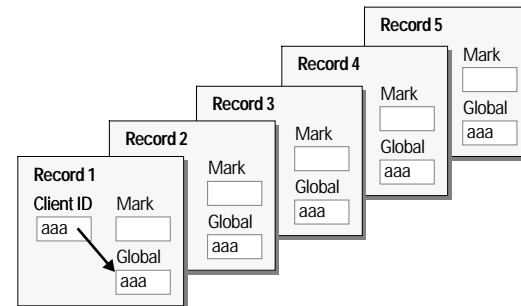 Record 1
Client ID Mark
aaa
Global
aaa
Record 2
Mark
Global
aaa
Record 3
Mark
Global
aaa
Record 4
Mark
Global
aaa
Record 5
Mark
Global
aaa